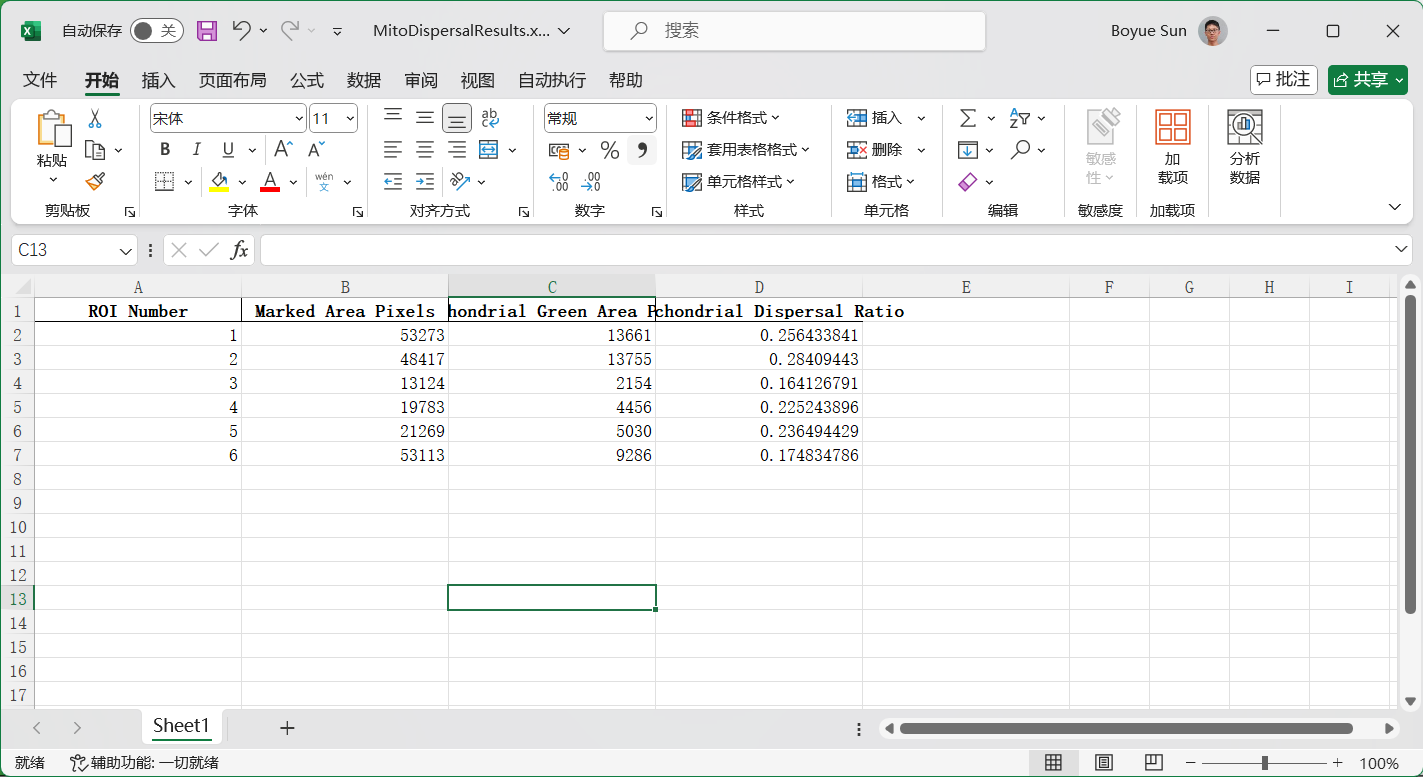 自动保存 关 MitoDispersalResults.x... 搜索 Boyue Sun
文件 开始 插入 页面布局 公式 数据 审阅 视图 自动执行 帮助 批注 共享
宋体 11 常规 条件格式 插入
粘贴 B I U A A % 套用表格格式 删除 敏感性 加载项 分析数据
A wén 文 单元格样式 格式
剪贴板 字体 对齐方式 数字 样式 单元格 编辑 敏感度 加载项
C13 fx
A B C D E F G H I
1 ROI Number Marked Area Pixels hondrial Green Area P chondrial Dispersal Ratio
2 1 53273 13661 0.256433841
3 2 48417 13755 0.28409443
4 3 13124 2154 0.164126791
5 4 19783 4456 0.225243896
6 5 21269 5030 0.236494429
7 6 53113 9286 0.174834786
8
9
10
11
12
13
14
15
16
17
Sheet1
就绪 辅助功能: 一切就绪 100%